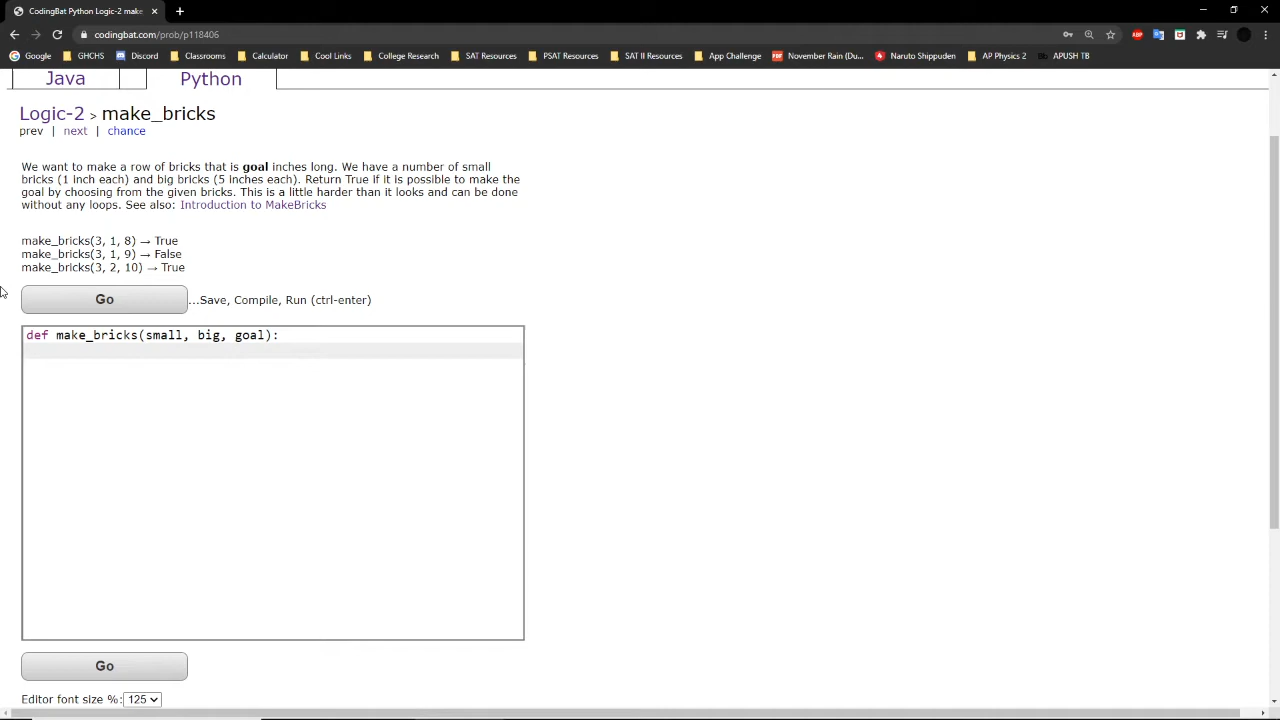 CodingBat Python Logic-2 make
codingbat.com/prob/p118406
Google GHCHS Discord Classrooms Calculator Cool Links College Research SAT Resources PSAT Resources SAT II Resources App Challenge November Rain (Du... Naruto Shippuden AP Physics 2 APUSH TB
Java Python
Logic-2 > make_bricks
prev | next | chance
We want to make a row of bricks that is goal inches long. We have a number of small
bricks (1 inch each) and big bricks (5 inches each). Return True if it is possible to make the
goal by choosing from the given bricks. This is a little harder than it looks and can be done
without any loops. See also: Introduction to MakeBricks
make_bricks(3, 1, 8) → True
make_bricks(3, 1, 9) → False
make_bricks(3, 2, 10) → True
Go ...Save, Compile, Run (ctrl-enter)
def make_bricks(small, big, goal):
Go
Editor font size %: 125